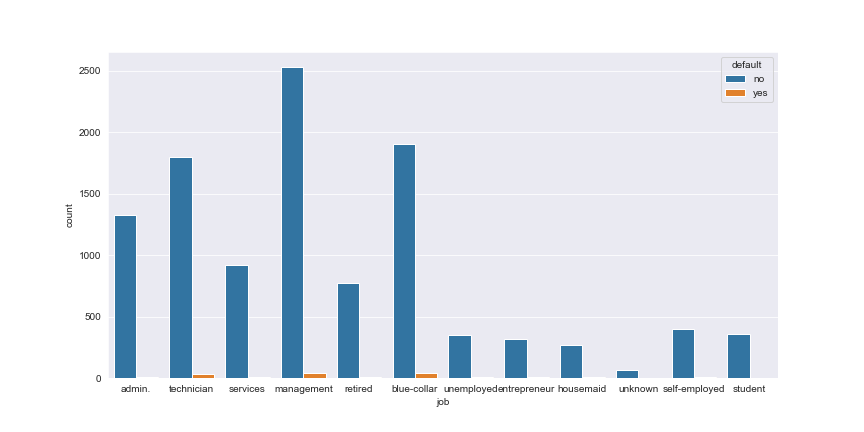 2500
2000
1500
1000
500
0
count
default
no
yes
admin.
technician
services
management
retired
blue-collar
unemployed
entrepreneur
housemaid
unknown
self-employed
student
job